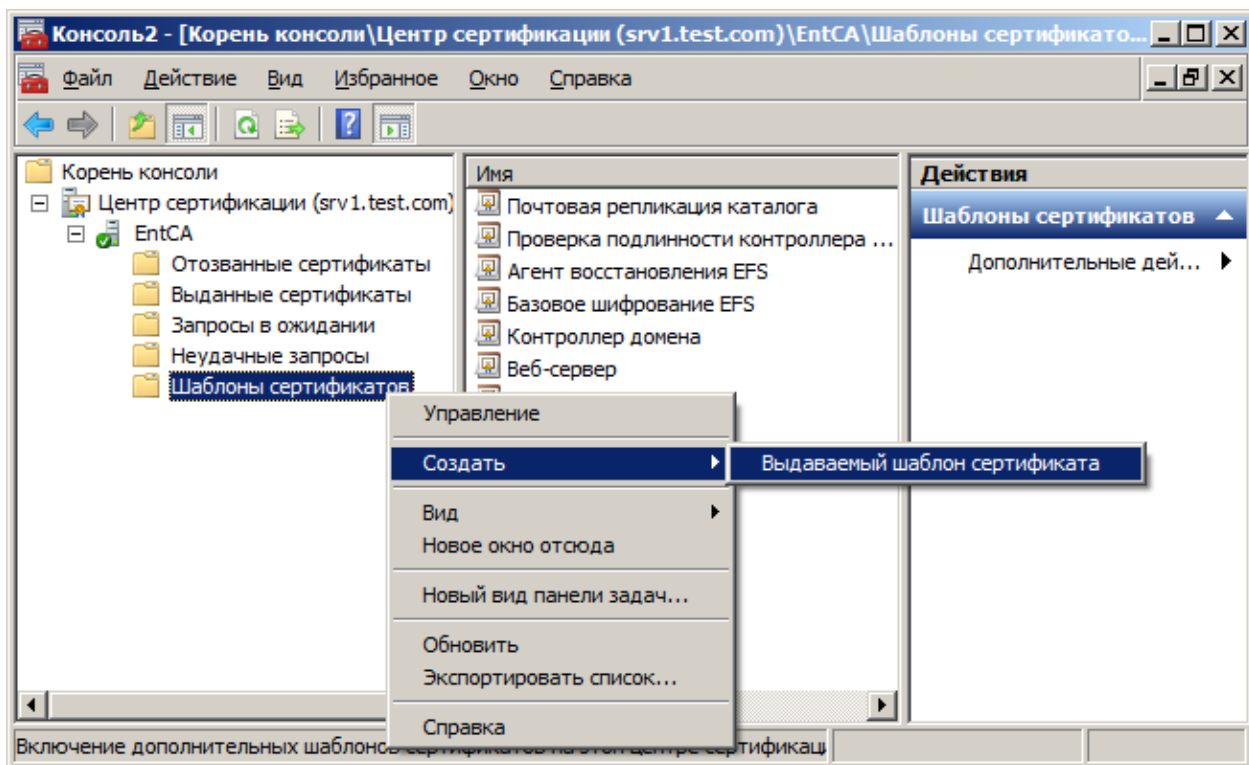 Консоль2 - [Корень консоли\Центр сертификации (srv1.test.com)\EntCA\Шаблоны сертификато...
Файл Действие Вид Избранное Окно Справка
Корень консоли
Центр сертификации (srv1.test.com)
EntCA
Отозванные сертификаты
Выданные сертификаты
Запросы в ожидании
Неудачные запросы
Шаблоны сертификатов
Имя
Почтовая репликация каталога
Проверка подлинности контроллера ...
Агент восстановления EFS
Базовое шифрование EFS
Контроллер домена
Веб-сервер
Действия
Шаблоны сертификатов
Дополнительные дей...
Управление
Создать
Выдаваемый шаблон сертификата
Вид
Новое окно отсюда
Новый вид панели задач...
Обновить
Экспортировать список...
Справка
Включение дополнительных шаблонов